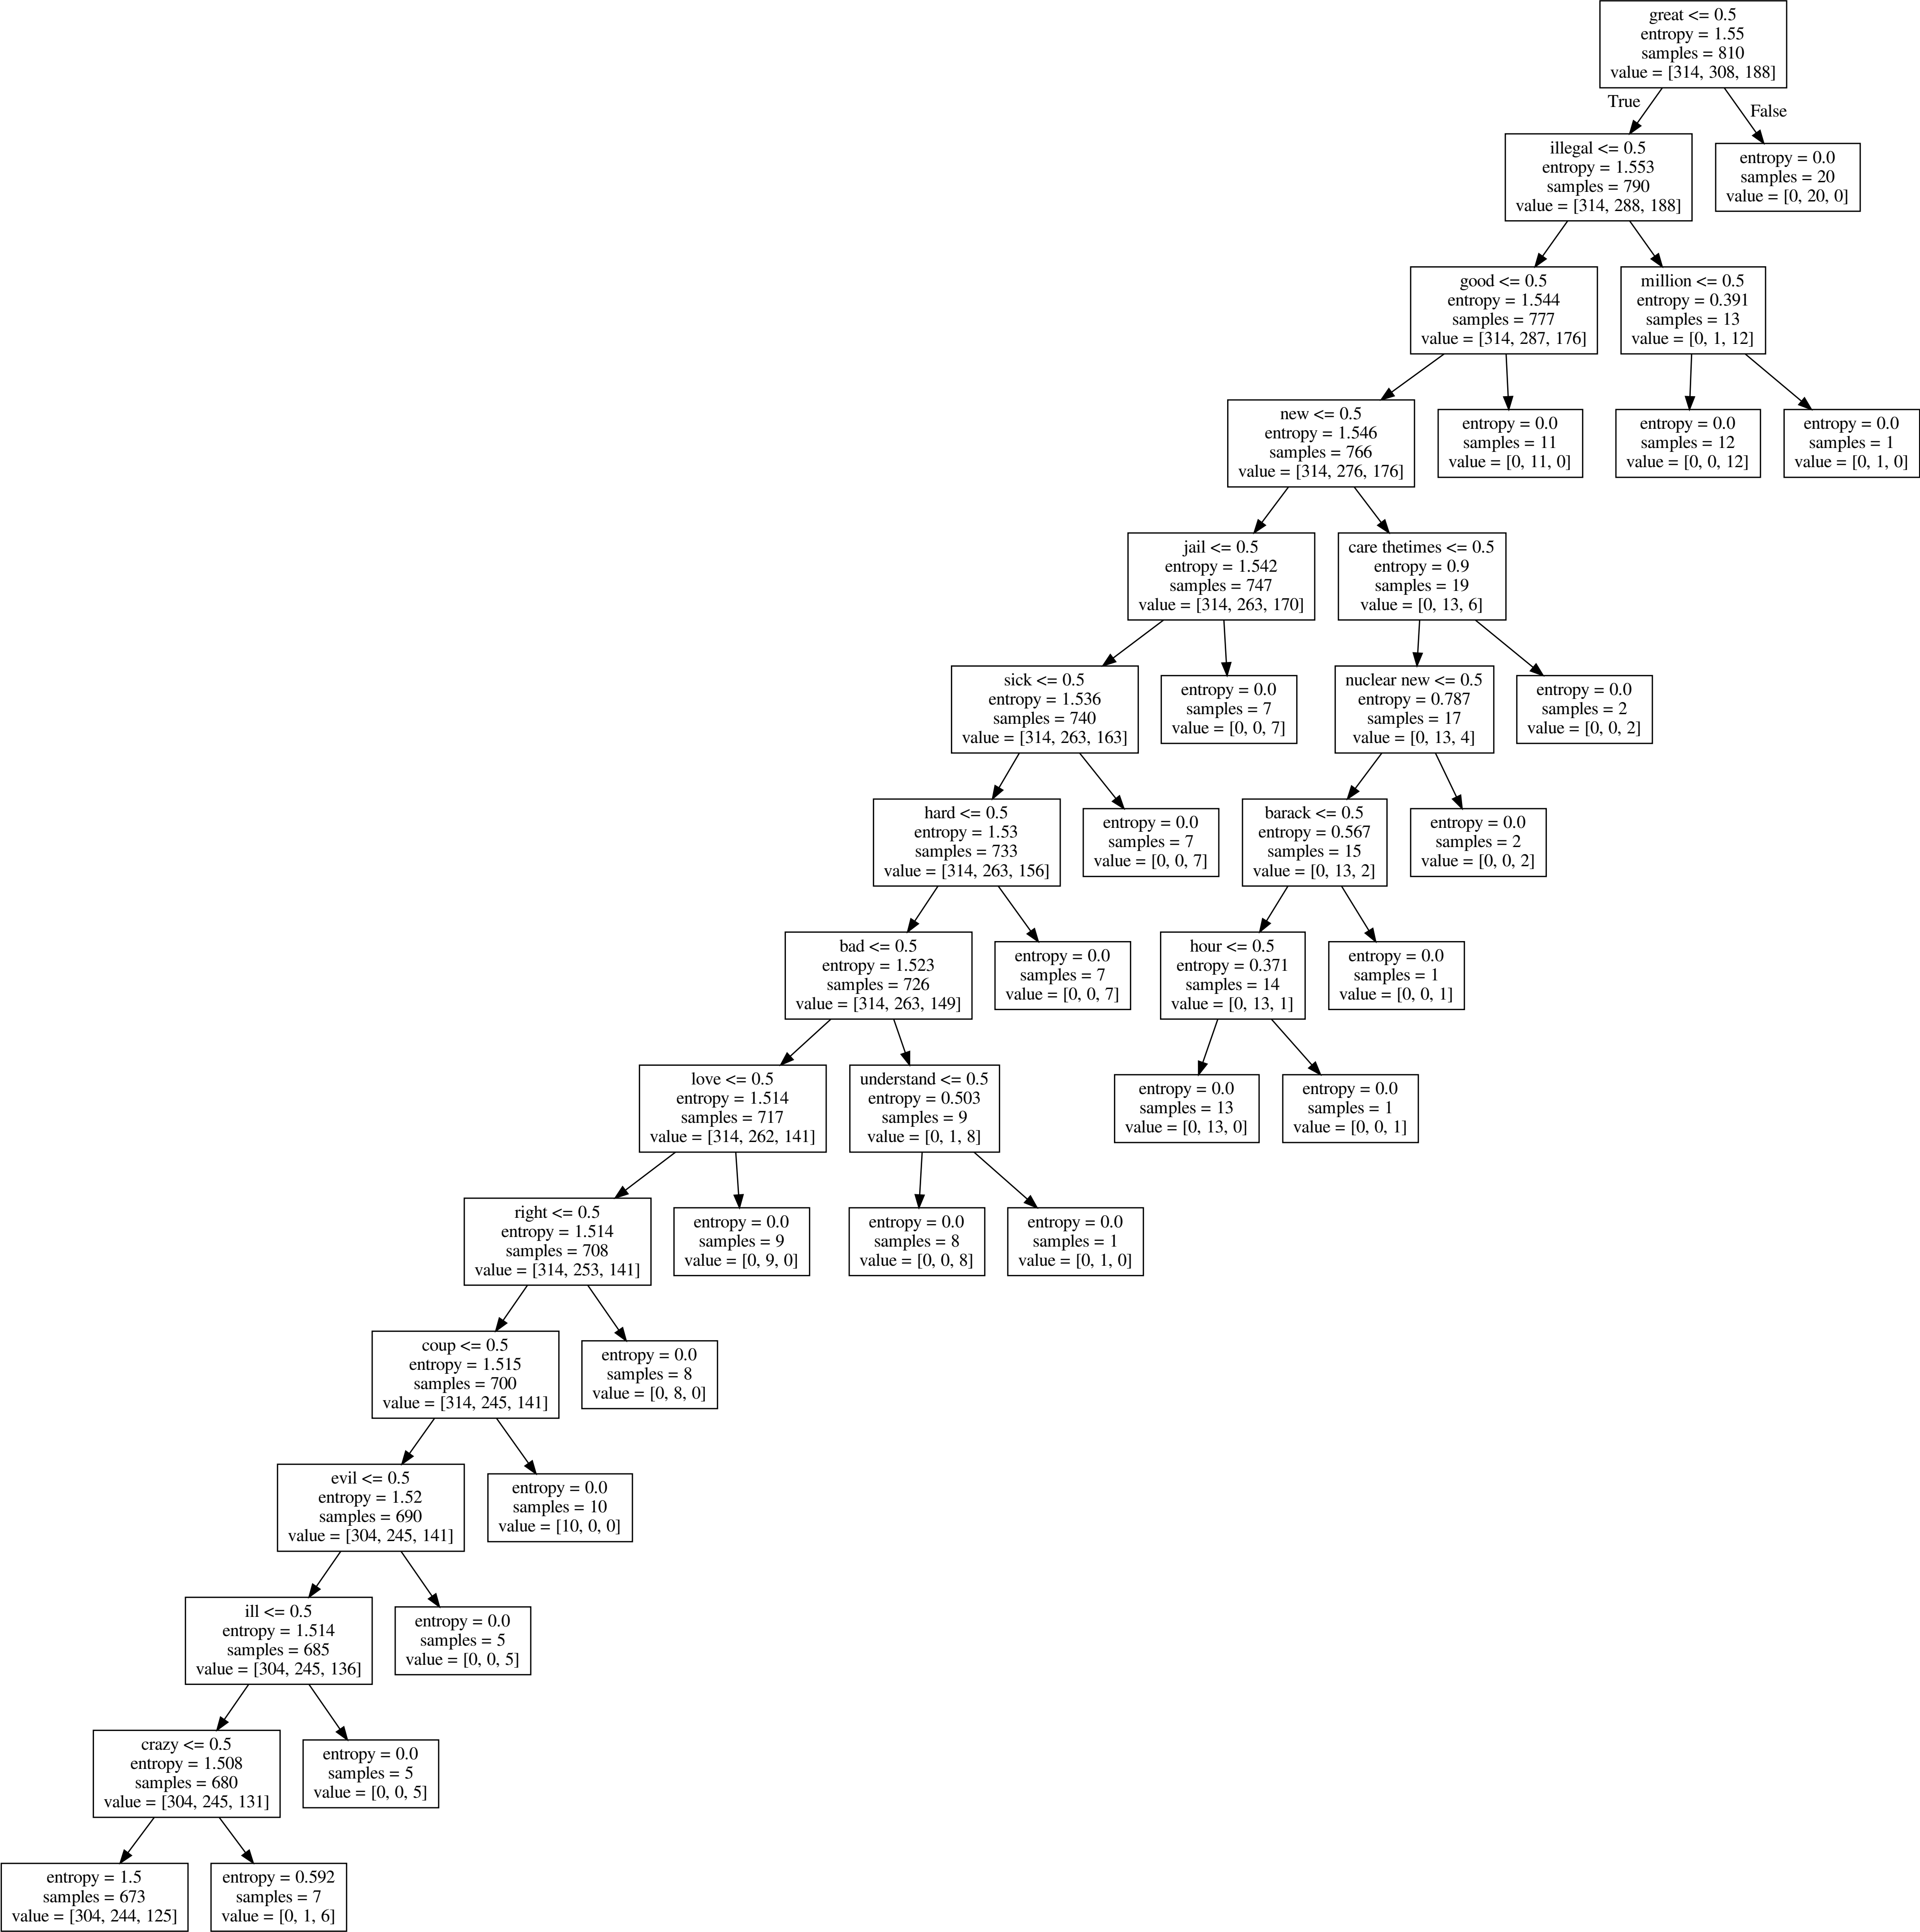 great <= 0.5
entropy = 1.55
samples = 810
value = [314, 308, 188]
True
False
illegal <= 0.5
entropy = 1.553
samples = 790
value = [314, 288, 188]
entropy = 0.0
samples = 20
value = [0, 20, 0]
good <= 0.5
entropy = 1.544
samples = 777
value = [314, 287, 176]
million <= 0.5
entropy = 0.391
samples = 13
value = [0, 1, 12]
new <= 0.5
entropy = 1.546
samples = 766
value = [314, 276, 176]
entropy = 0.0
samples = 11
value = [0, 11, 0]
entropy = 0.0
samples = 12
value = [0, 0, 12]
entropy = 0.0
samples = 1
value = [0, 1, 0]
jail <= 0.5
entropy = 1.542
samples = 747
value = [314, 263, 170]
care thetimes <= 0.5
entropy = 0.9
samples = 19
value = [0, 13, 6]
sick <= 0.5
entropy = 1.536
samples = 740
value = [314, 263, 163]
entropy = 0.0
samples = 7
value = [0, 0, 7]
nuclear new <= 0.5
entropy = 0.787
samples = 17
value = [0, 13, 4]
entropy = 0.0
samples = 2
value = [0, 0, 2]
hard <= 0.5
entropy = 1.53
samples = 733
value = [314, 263, 156]
entropy = 0.0
samples = 7
value = [0, 0, 7]
barack <= 0.5
entropy = 0.567
samples = 15
value = [0, 13, 2]
entropy = 0.0
samples = 2
value = [0, 0, 2]
bad <= 0.5
entropy = 1.523
samples = 726
value = [314, 263, 149]
entropy = 0.0
samples = 7
value = [0, 0, 7]
hour <= 0.5
entropy = 0.371
samples = 14
value = [0, 13, 1]
entropy = 0.0
samples = 1
value = [0, 0, 1]
love <= 0.5
entropy = 1.514
samples = 717
value = [314, 262, 141]
understand <= 0.5
entropy = 0.503
samples = 9
value = [0, 1, 8]
entropy = 0.0
samples = 13
value = [0, 13, 0]
entropy = 0.0
samples = 1
value = [0, 0, 1]
right <= 0.5
entropy = 1.514
samples = 708
value = [314, 253, 141]
entropy = 0.0
samples = 9
value = [0, 9, 0]
entropy = 0.0
samples = 8
value = [0, 0, 8]
entropy = 0.0
samples = 1
value = [0, 1, 0]
coup <= 0.5
entropy = 1.515
samples = 700
value = [314, 245, 141]
entropy = 0.0
samples = 8
value = [0, 8, 0]
evil <= 0.5
entropy = 1.52
samples = 690
value = [304, 245, 141]
entropy = 0.0
samples = 10
value = [10, 0, 0]
ill <= 0.5
entropy = 1.514
samples = 685
value = [304, 245, 136]
entropy = 0.0
samples = 5
value = [0, 0, 5]
crazy <= 0.5
entropy = 1.508
samples = 680
value = [304, 245, 131]
entropy = 0.0
samples = 5
value = [0, 0, 5]
entropy = 1.5
samples = 673
value = [304, 244, 125]
entropy = 0.592
samples = 7
value = [0, 1, 6]